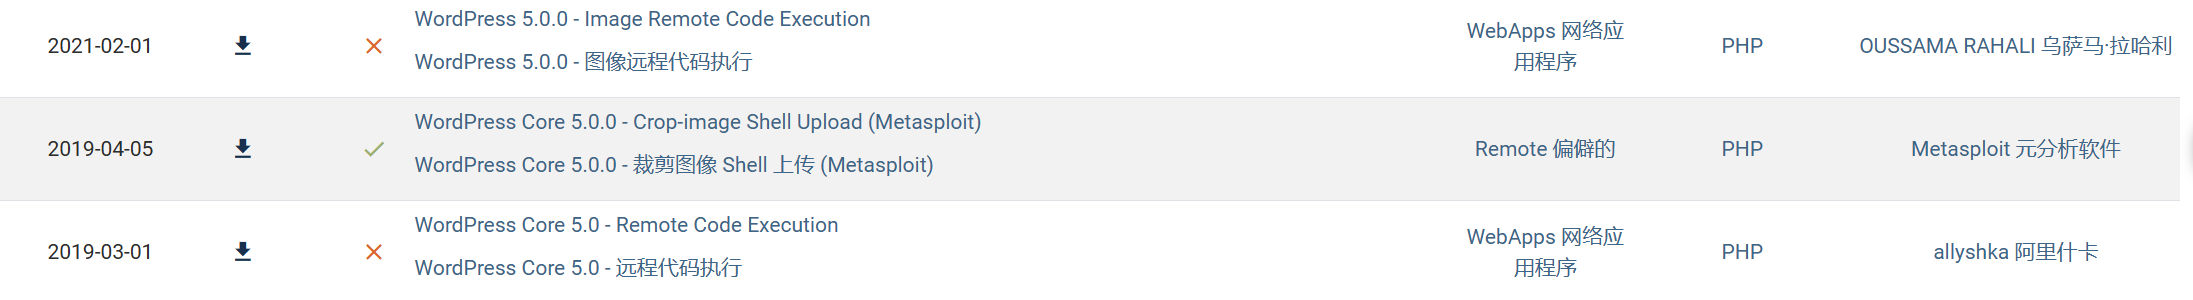 WordPress 5.0.0 - Image Remote Code Execution
2021-02-01
WordPress 5.0.0 - 图像远程代码执行
WebApps 网络应
用程序
PHP
OUSSAMA RAHALI 乌萨马·拉哈利
WordPress Core 5.0.0 - Crop-image Shell Upload (Metasploit)
2019-04-05
WordPress Core 5.0.0 - 裁剪图像 Shell 上传 (Metasploit)
Remote 偏僻的
PHP
Metasploit 元分析软件
WordPress Core 5.0 - Remote Code Execution
2019-03-01
WordPress Core 5.0 - 远程代码执行
WebApps 网络应
用程序
PHP
allyshka 阿里什卡